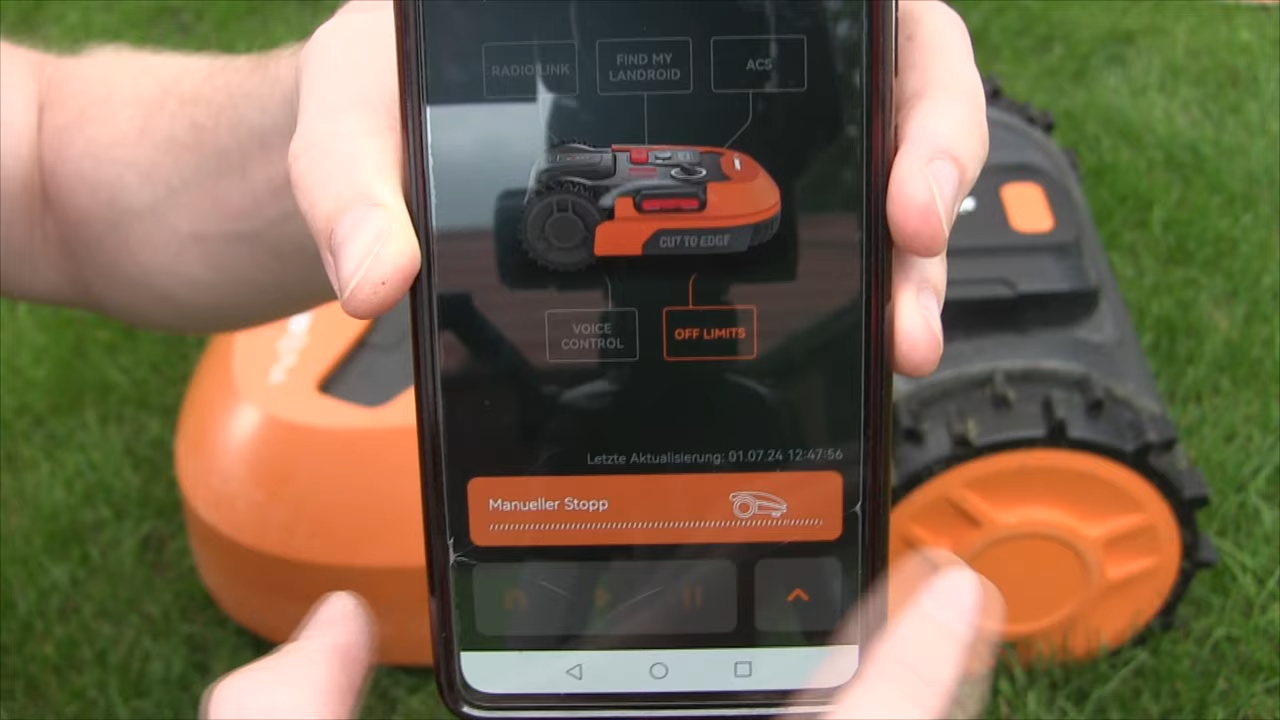 RADIO LINK
FIND MY
LANDROID
ACS
CUT TO EDGE
VOICE
CONTROL
OFF LIMITS
Letzte Aktualisierung: 01.07.24 12:47:56
Manueller Stopp